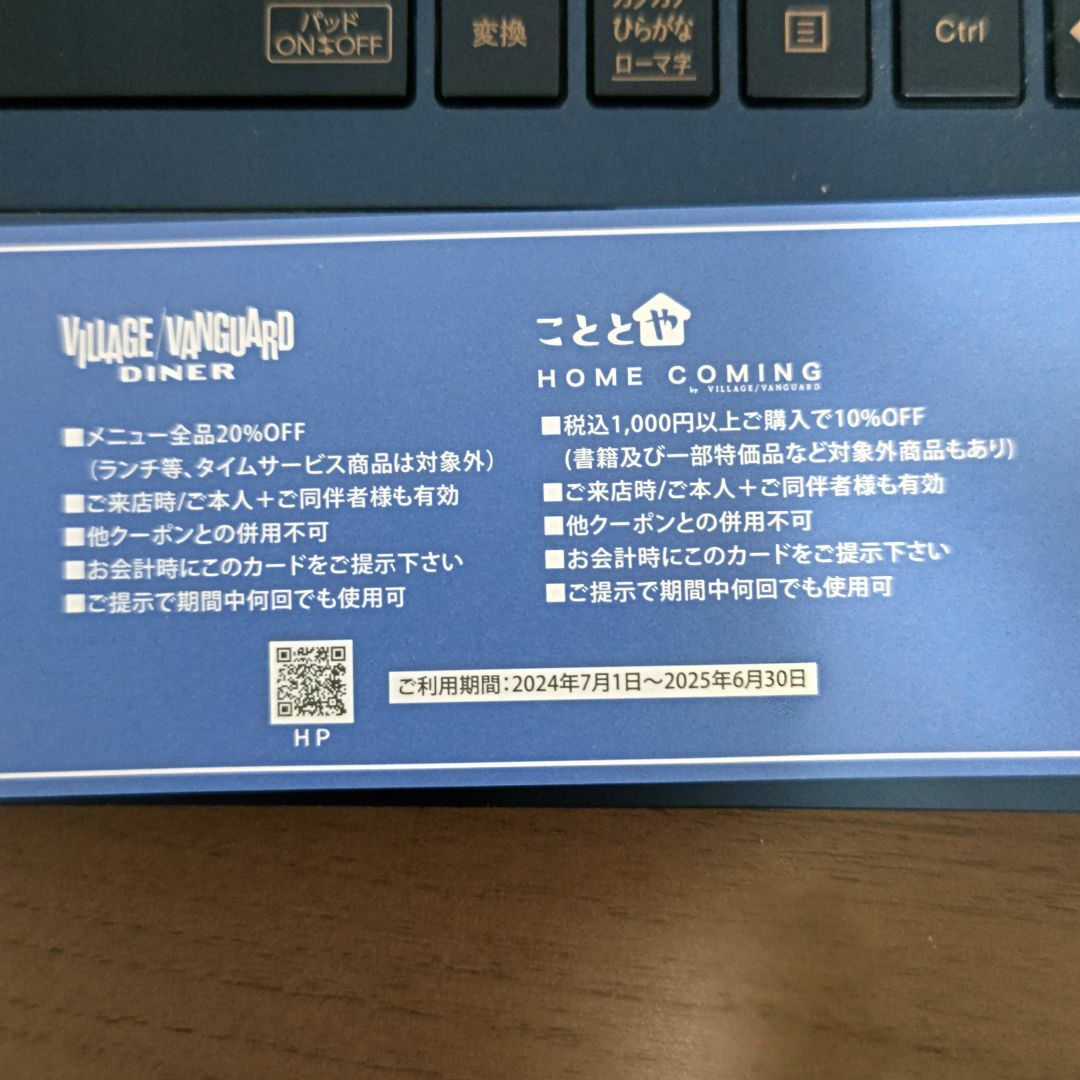 パッド
ON⇆OFF
変換
カタカナ
ひらがな
ローマ字
Ctrl
VILLAGE/VANGUARD
DINER
■メニュー全品20%OFF
(ランチ等、タイムサービス商品は対象外)
■ご来店時/ご本人+ご同伴者様も有効
■他クーポンとの併用不可
■お会計時にこのカードをご提示下さい
■ご提示で期間中何回でも使用可
こととや
HOME COMING
by VILLAGE/VANGUARD
■税込1,000円以上ご購入で10%OFF
(書籍及び一部特価品など対象外商品もあり)
■ご来店時/ご本人+ご同伴者様も有効
■他クーポンとの併用不可
■お会計時にこのカードをご提示下さい
■ご提示で期間中何回でも使用可
HP
ご利用期間:2024年7月1日〜2025年6月30日